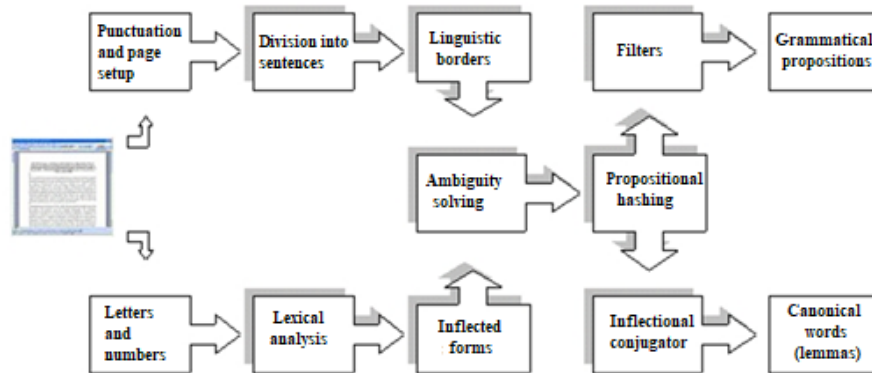 Punctuation
and page
setup
Division into
sentences
Linguistic
borders
Filters
Grammatical
propositions
Ambiguity
solving
Propositional
hashing
Letters
and
numbers
Lexical
analysis
Inflected
forms
Inflectional
conjugator
Canonical
words
(lemmas)